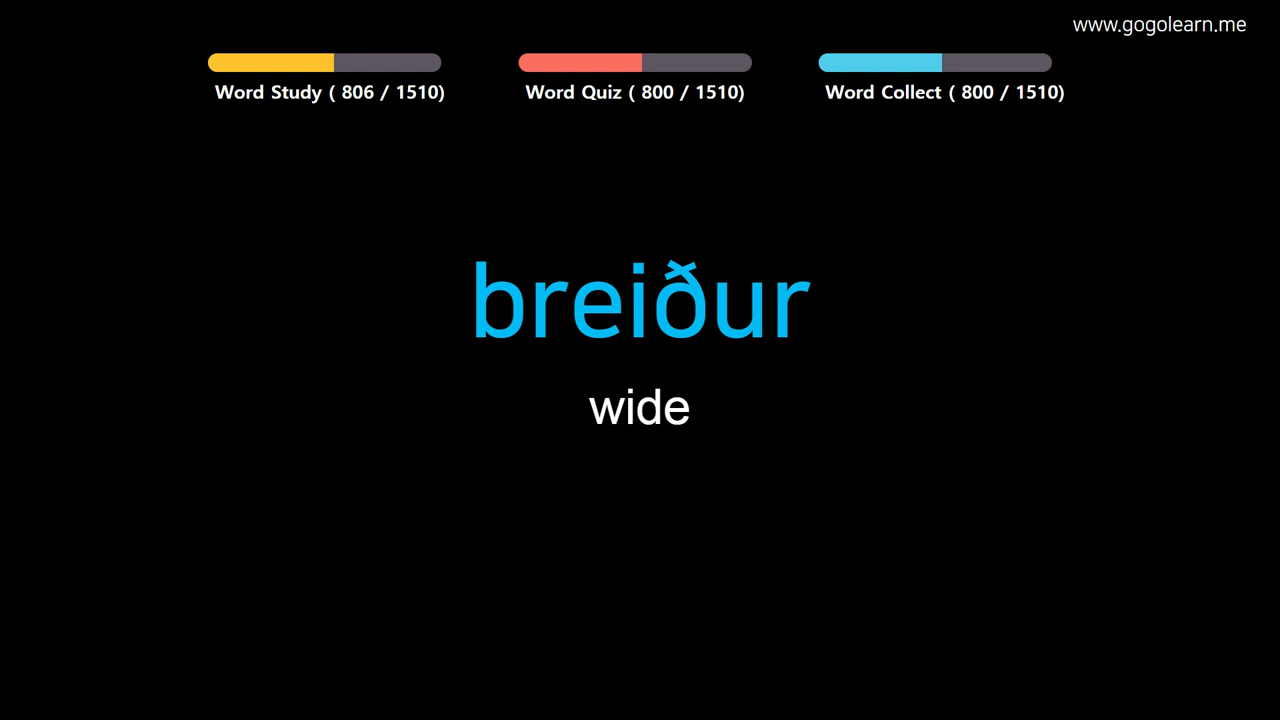 www.gogolearn.me
Word Study ( 806 / 1510)
Word Quiz ( 800 / 1510)
Word Collect ( 800 / 1510)
breiður
wide